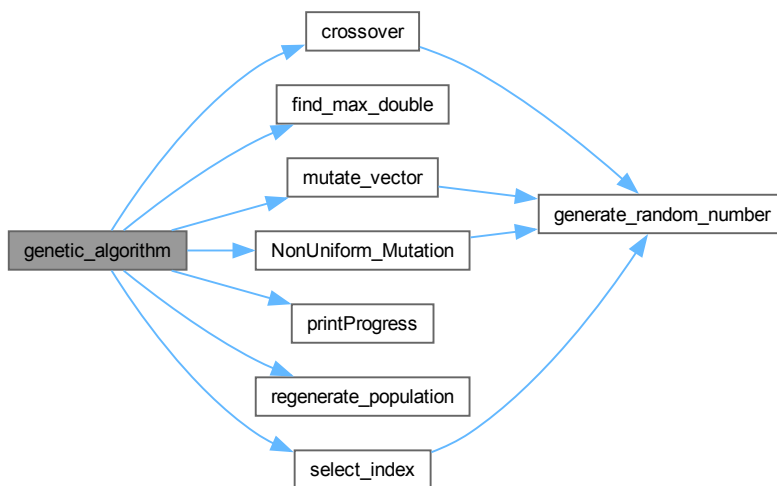 crossover
find_max_double
mutate_vector
generate_random_number
genetic_algorithm
NonUniform_Mutation
printProgress
regenerate_population
select_index